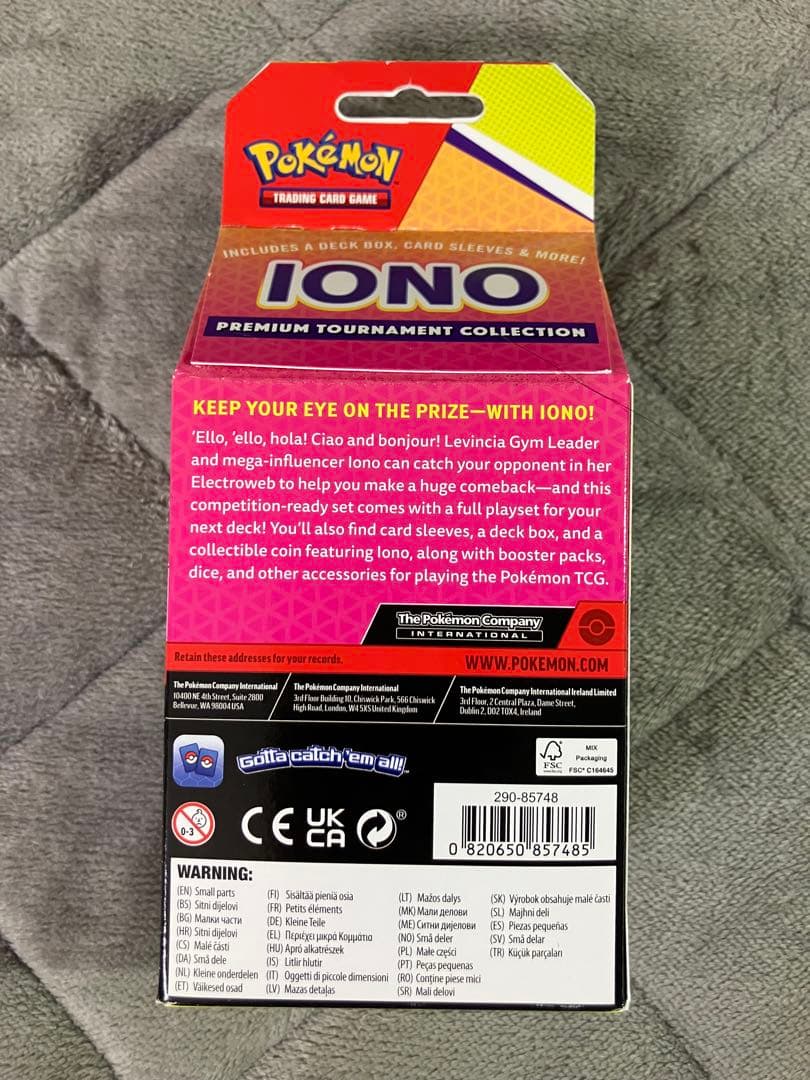 POKéMON
TRADING CARD GAME
INCLUDES A DECK BOX, CARD SLEEVES & MORE!
IONO
PREMIUM TOURNAMENT COLLECTION
KEEP YOUR EYE ON THE PRIZE—WITH IONO!
'Ello, 'ello, hola! Ciao and bonjour! Levincia Gym Leader
and mega-influencer Iono can catch your opponent in her
Electroweb to help you make a huge comeback—and this
competition-ready set comes with a full playset for your
next deck! You'll also find card sleeves, a deck box, and a
collectible coin featuring Iono, along with booster packs,
dice, and other accessories for playing the Pokémon TCG.
The Pokémon Company
INTERNATIONAL
Retain these addresses for your records.
WWW.POKEMON.COM
The Pokémon Company International
10400 NE 4th Street, Suite 2800
Bellevue, WA 98004 USA
The Pokémon Company International
3rd Floor Building 10, Chiswick Park, 566 Chiswick
High Road, London, W4 5XS United Kingdom
The Pokémon Company International Ireland Limited
3rd Floor, 2 Central Plaza, Dame Street,
Dublin 2, D02 T0X4, Ireland
Gotta catch 'em all!™
FSC
MIX
Packaging
FSC® C164645
0-3
CE
UK
CA
®
290-85748
0 820650 857485
WARNING:
(EN) Small parts
(BS) Sitni dijelovi
(BG) Малки части
(HR) Sitni dijelovi
(CS) Malé části
(DA) Små dele
(NL) Kleine onderdelen
(ET) Väikesed osad
(FI) Sisältää pieniä osia
(FR) Petits éléments
(DE) Kleine Teile
(EL) Περιέχει μικρά Κομμάτια
(HU) Apró alkatrészek
(IS) Litlir hlutir
(IT) Oggetti di piccole dimensioni
(LV) Mazas detaļas
(LT) Mažos dalys
(MK) Мали делови
(ME) Ситни дијелови
(NO) Små deler
(PL) Małe części
(PT) Peças pequenas
(RO) Conține piese mici
(SR) Mali delovi
(SK) Výrobok obsahuje malé časti
(SL) Majhni deli
(ES) Piezas pequeñas
(SV) Små delar
(TR) Küçük parçaları